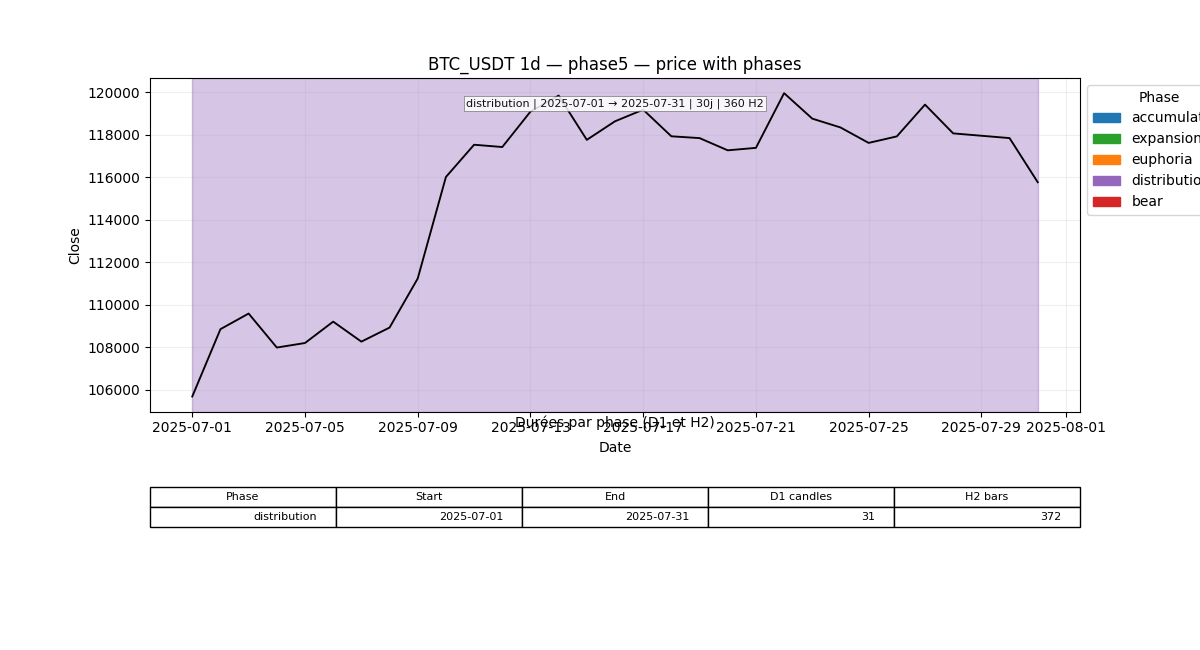 BTC_USDT 1d — phase5 — price with phases
distribution | 2025-07-01 → 2025-07-31 | 30j | 360 H2
Close
120000
118000
116000
114000
112000
110000
108000
106000
Phase
accumulat
expansion
euphoria
distributio
bear
2025-07-01 2025-07-05 2025-07-09 2025-07-13 2025-07-17 2025-07-21 2025-07-25 2025-07-29 2025-08-01
Durées par phase (D1 et H2)
Date
Phase Start End D1 candles H2 bars
distribution 2025-07-01 2025-07-31 31 372